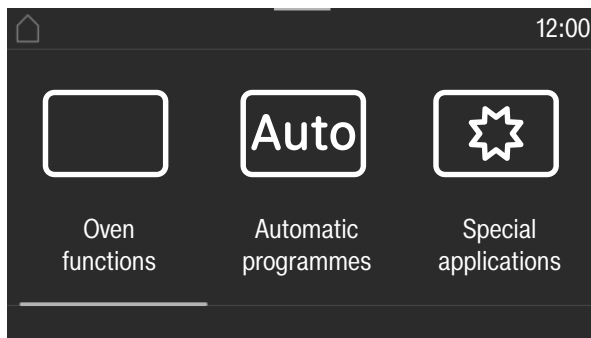 12:00
Auto
Oven
functions
Automatic
programmes
Special
applications